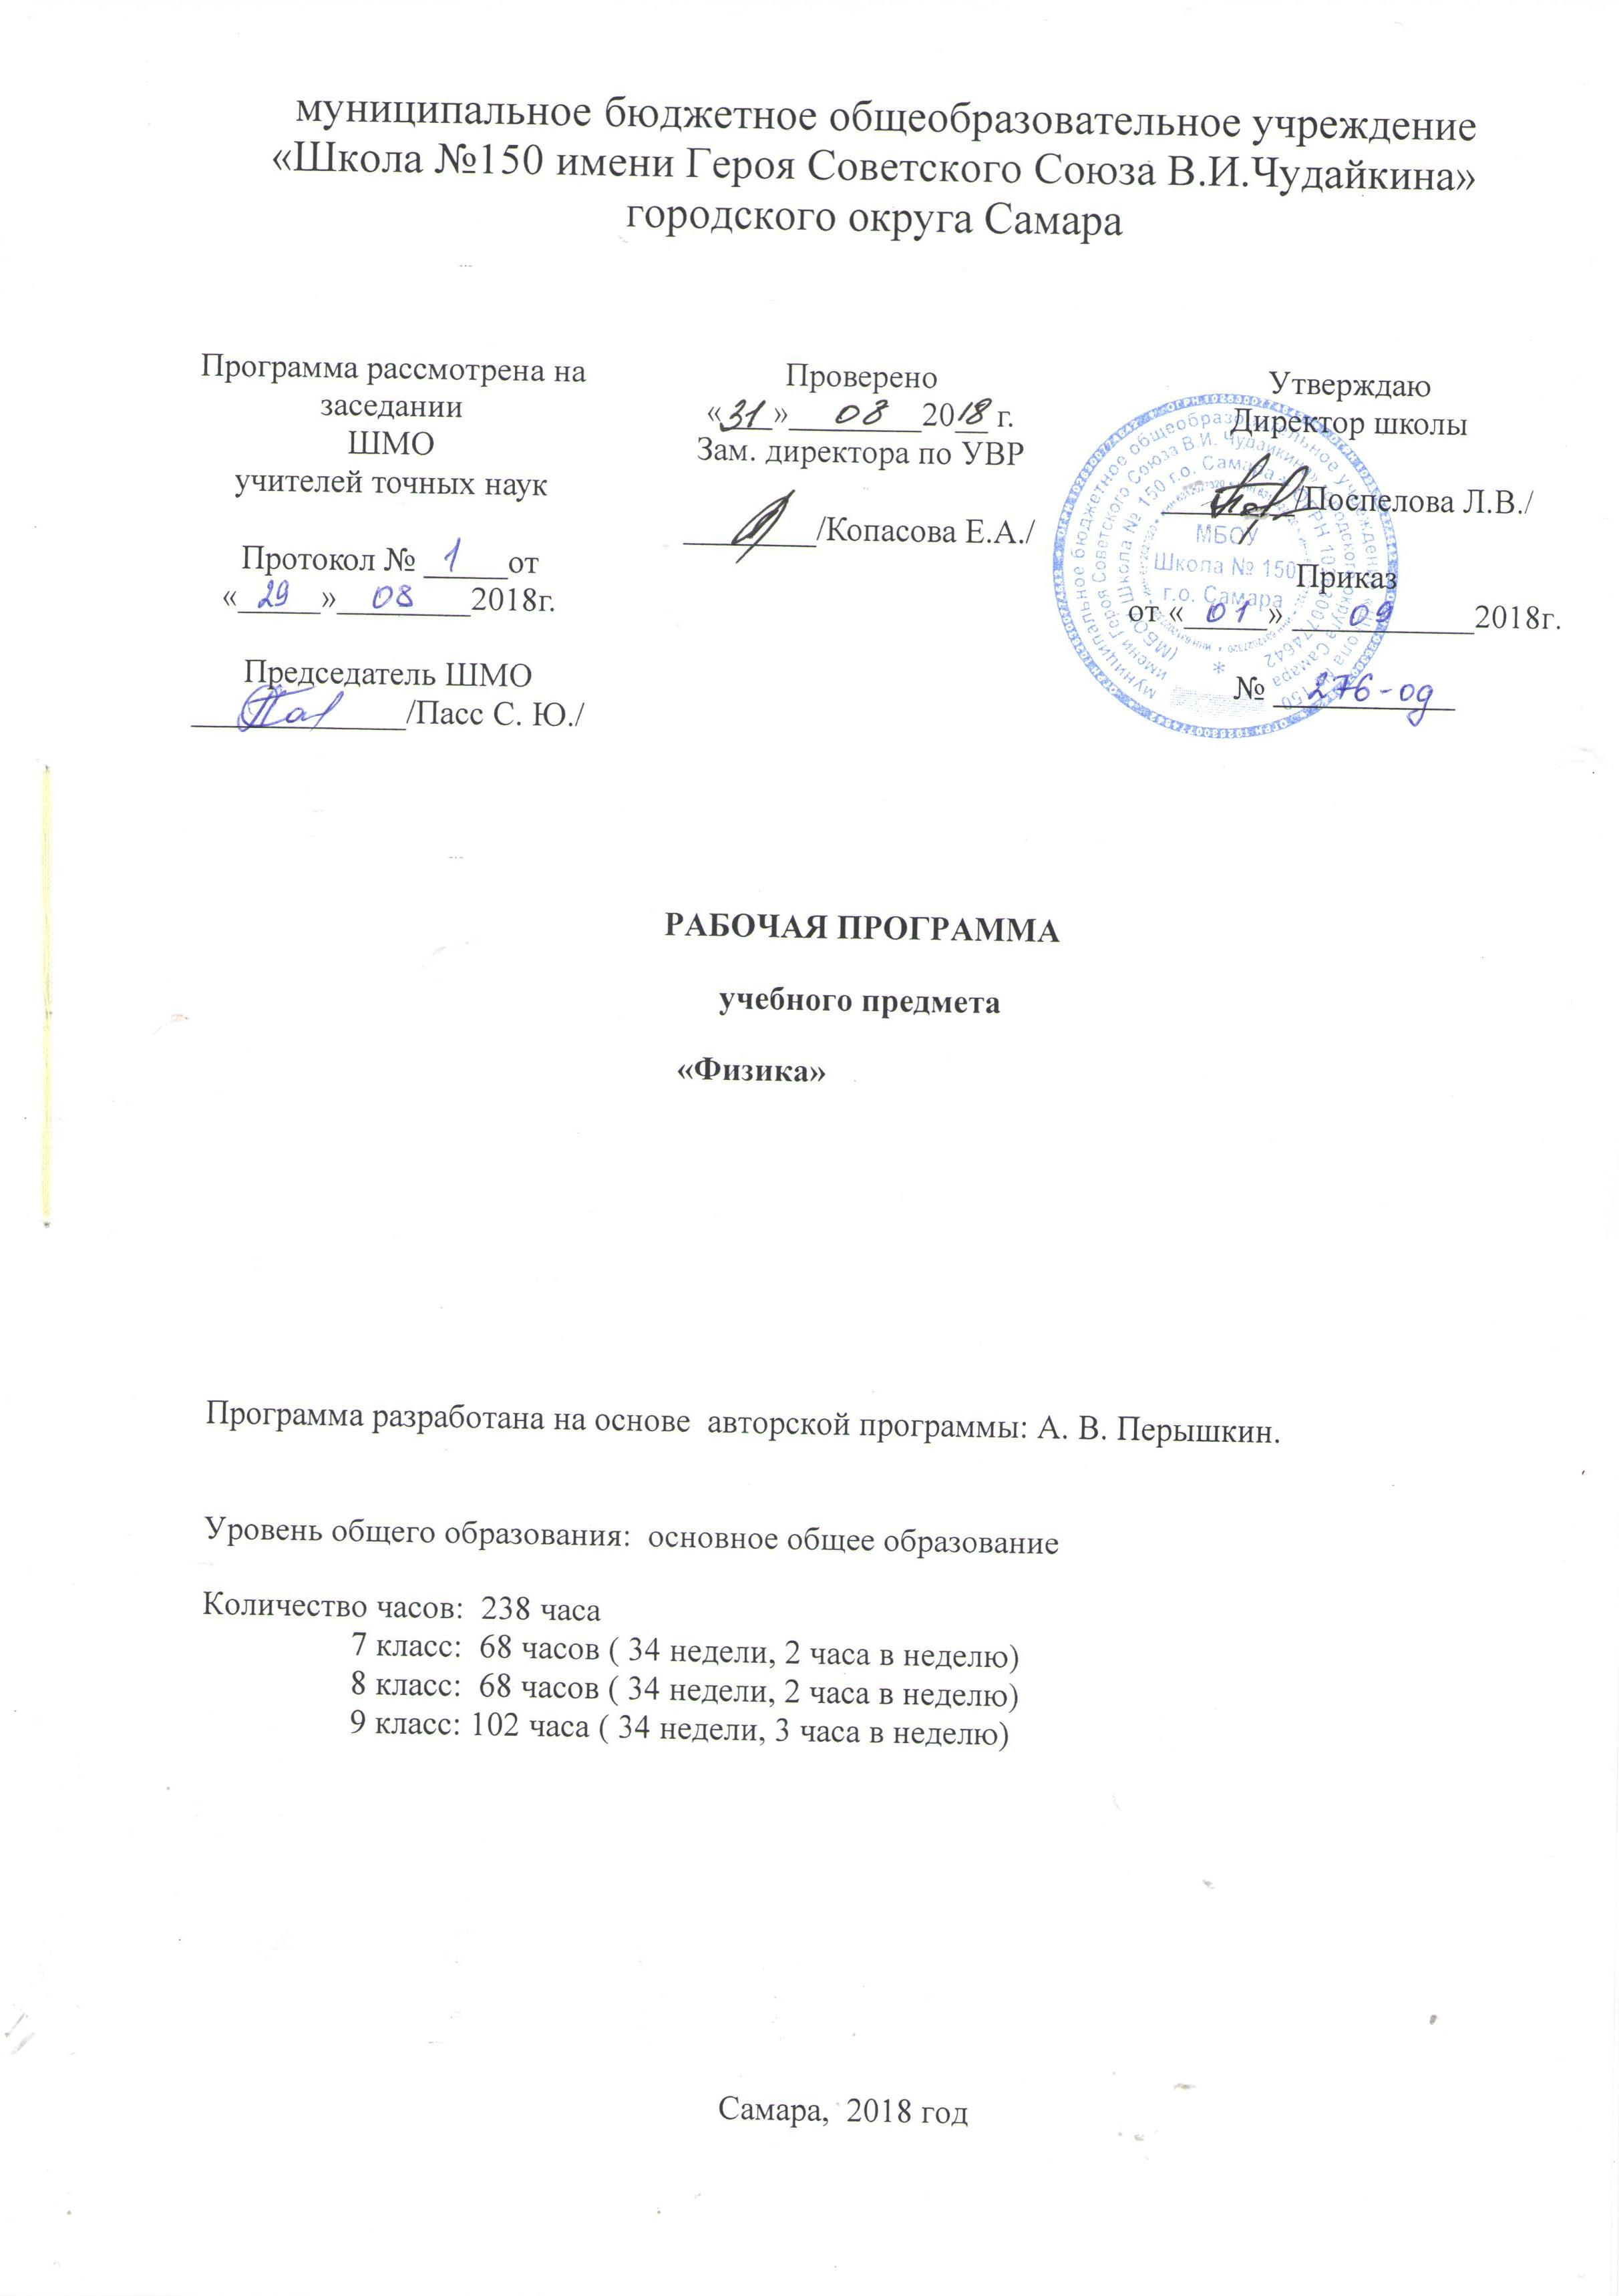 муниципальное бюджетное общеобразовательное учреждение
«Школа №150 имени Героя Советского Союза В.И.Чудайкина»
городского округа Самара
Программа рассмотрена на
заседании
ШМО
учителей точных наук
Протокол № 1 от
«29» 08 2018г.
Председатель ШМО
/Пасс С. Ю./
Проверено
«31» 08 2018 г.
Зам. директора по УВР
/Копасова Е.А./
Утверждаю
Директор школы
/Поспелова Л.В./
Приказ
от «01» 09 2018г.
№ 276-од
МБОУ
Школа № 150
г.о. Самара
РАБОЧАЯ ПРОГРАММА
учебного предмета
«Физика»
Программа разработана на основе авторской программы: А. В. Перышкин.
Уровень общего образования: основное общее образование
Количество часов: 238 часа
7 класс: 68 часов ( 34 недели, 2 часа в неделю)
8 класс: 68 часов ( 34 недели, 2 часа в неделю)
9 класс: 102 часа ( 34 недели, 3 часа в неделю)
Самара, 2018 год